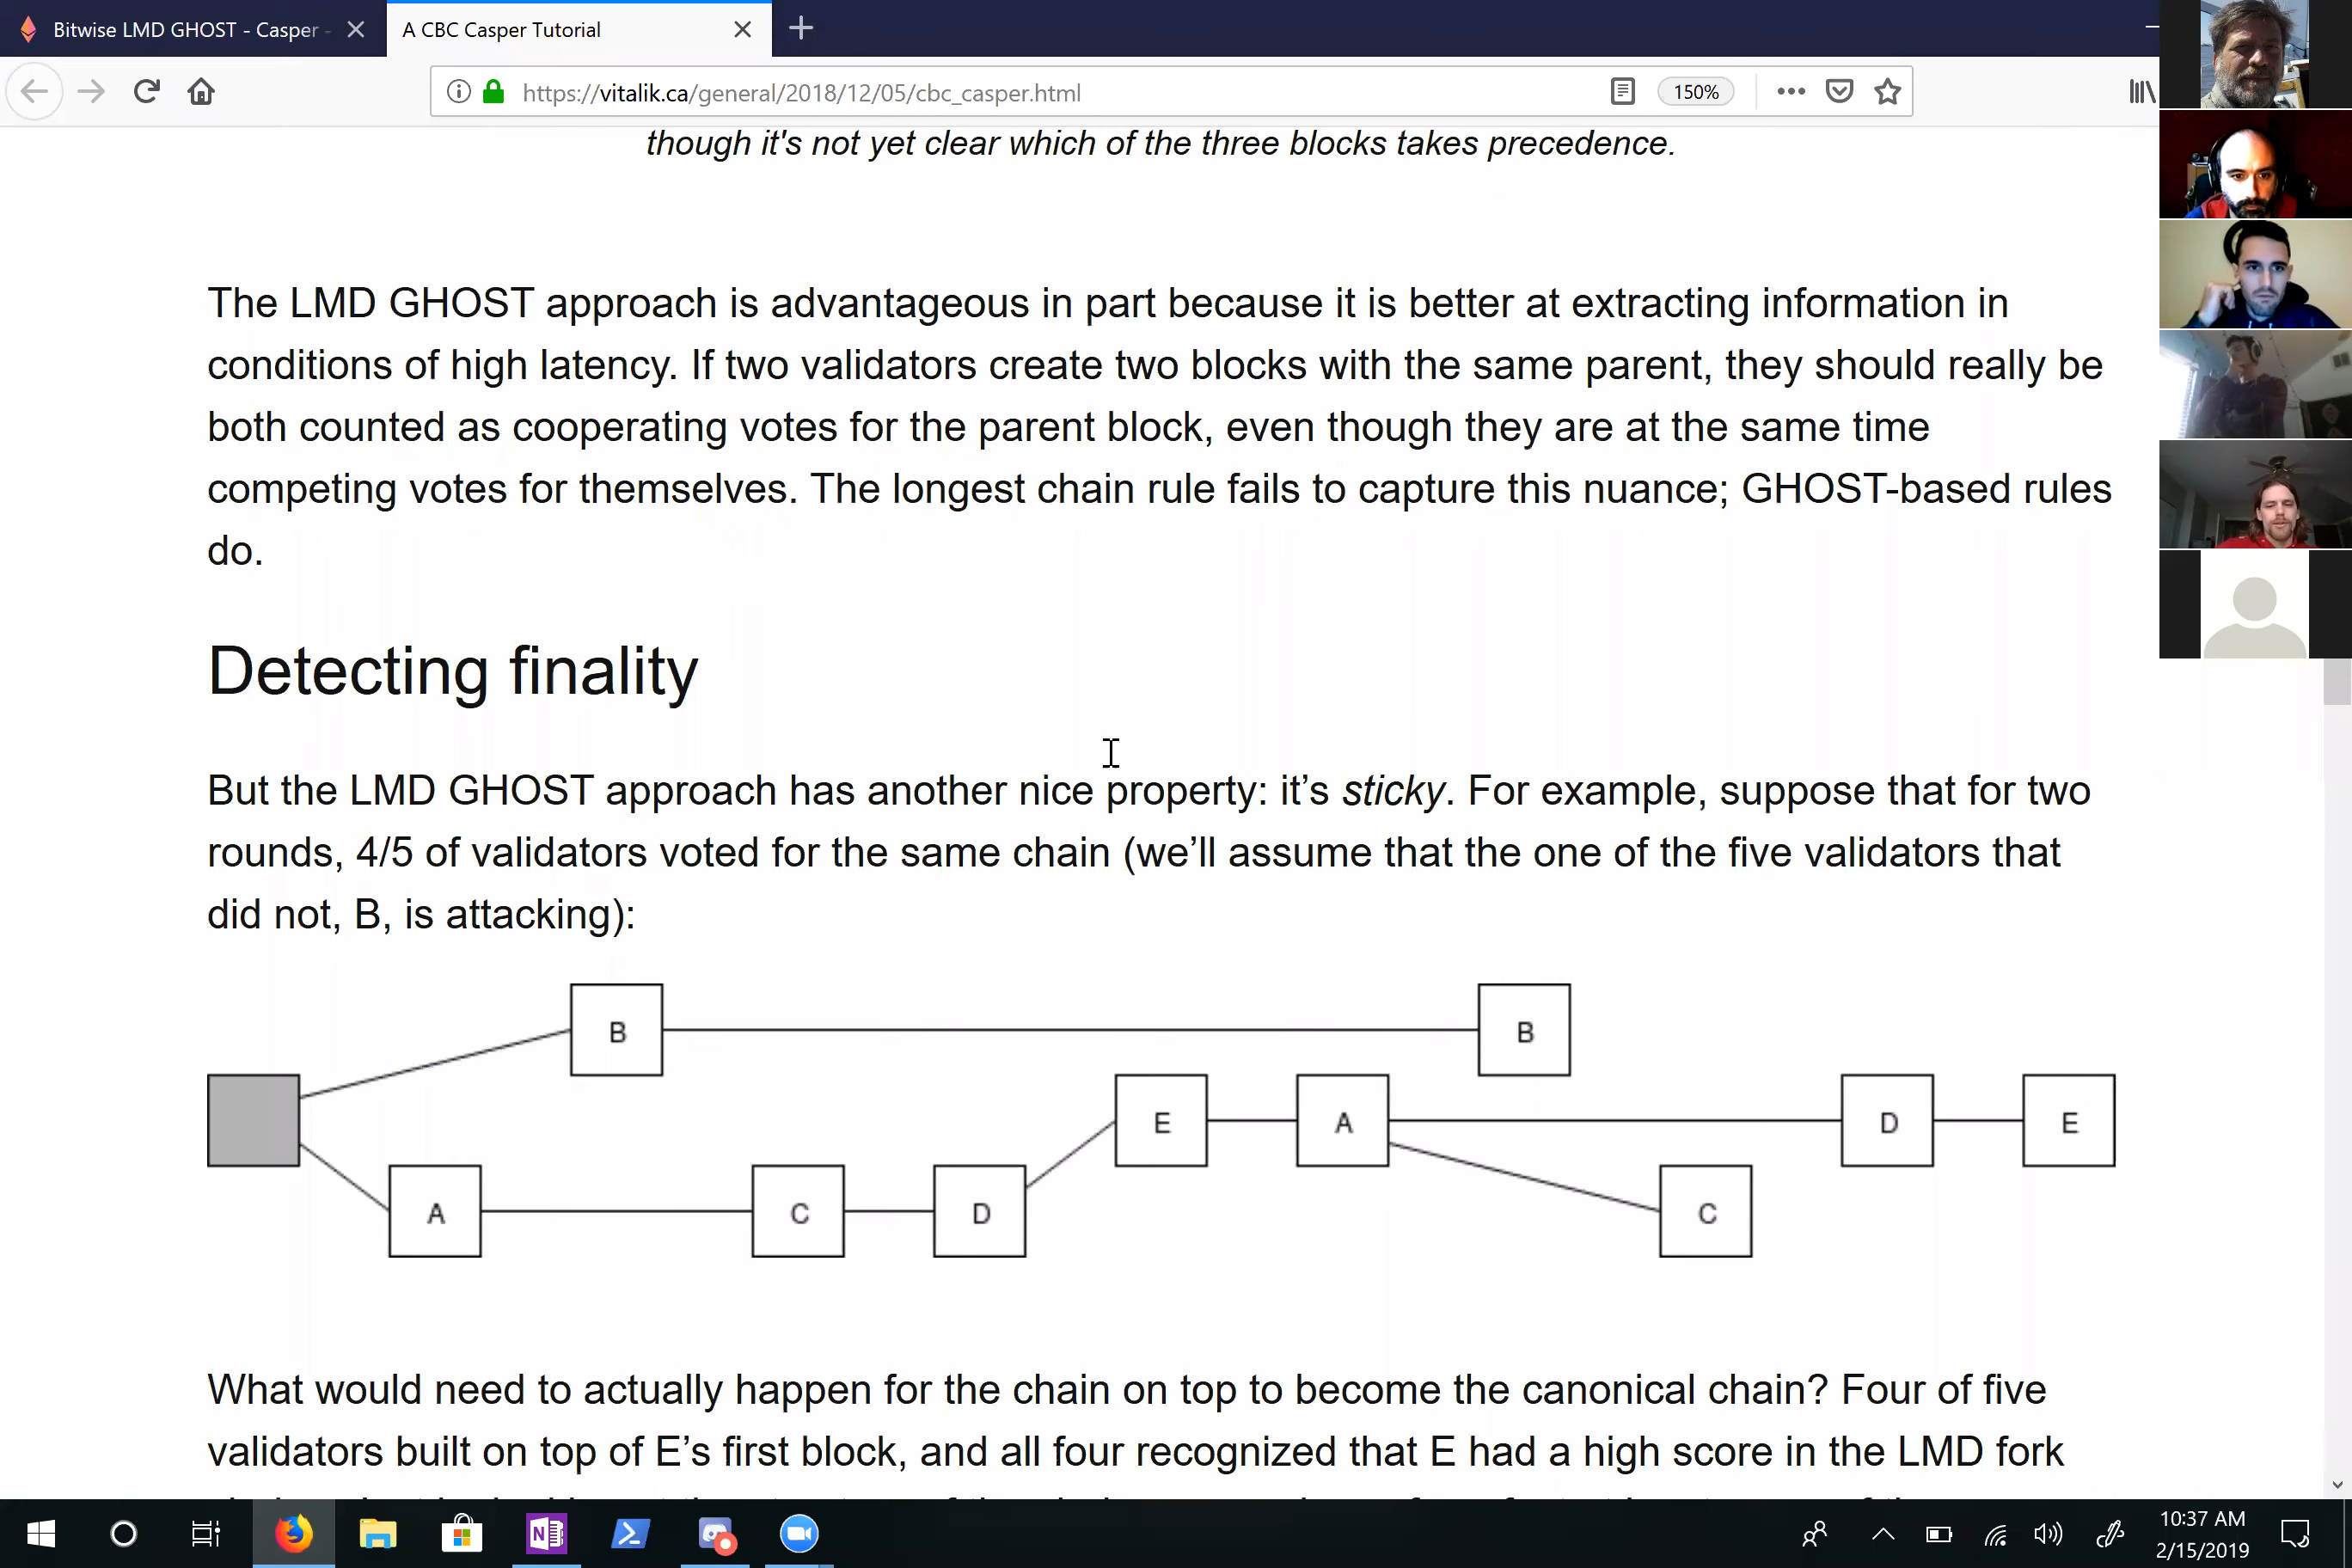 Bitwise LMD GHOST - Casper -
A CBC Casper Tutorial
https://vitalik.ca/general/2018/12/05/cbc_casper.html
150%
though it's not yet clear which of the three blocks takes precedence.
The LMD GHOST approach is advantageous in part because it is better at extracting information in
conditions of high latency. If two validators create two blocks with the same parent, they should really be
both counted as cooperating votes for the parent block, even though they are at the same time
competing votes for themselves. The longest chain rule fails to capture this nuance; GHOST-based rules
do.
Detecting finality
But the LMD GHOST approach has another nice property: it’s sticky. For example, suppose that for two
rounds, 4/5 of validators voted for the same chain (we’ll assume that the one of the five validators that
did not, B, is attacking):
B
B
E
A
D
E
A
C
D
C
What would need to actually happen for the chain on top to become the canonical chain? Four of five
validators built on top of E’s first block, and all four recognized that E had a high score in the LMD fork
10:37 AM
2/15/2019